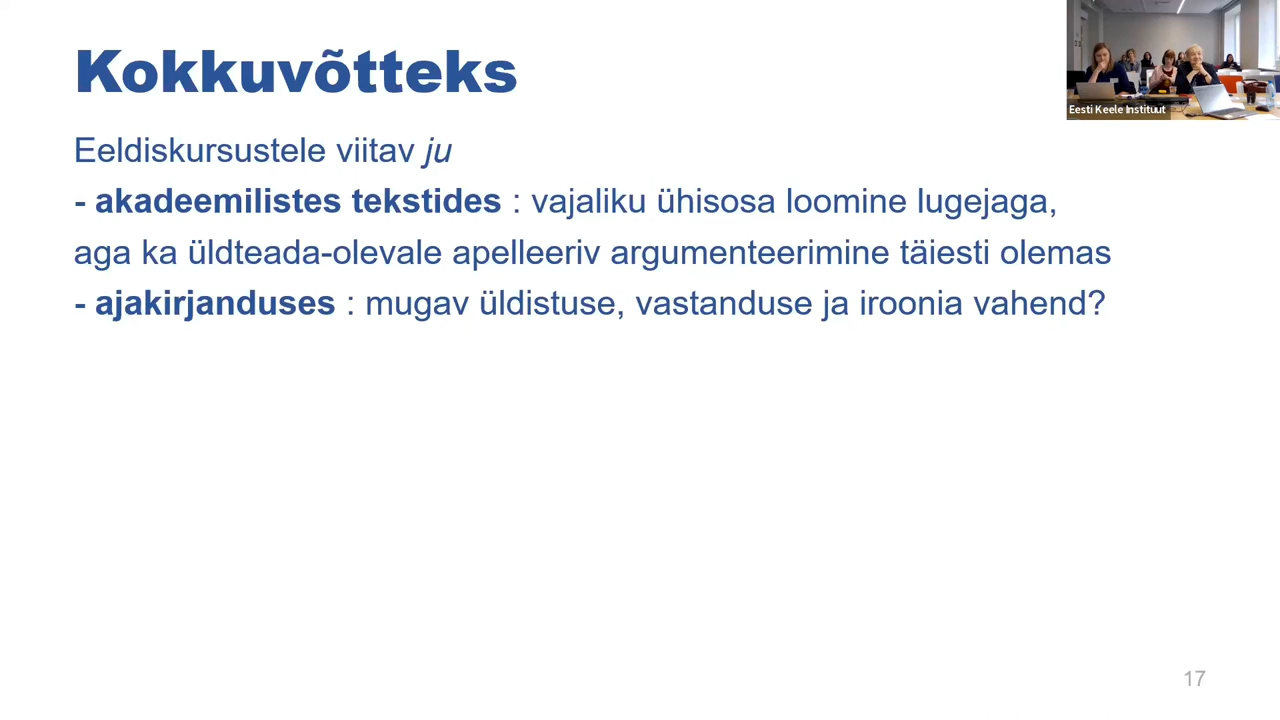 Kokkuvõtteks
Eesti Keele Instituut
Eeldiskursustele viitav ju
- akadeemilistes tekstides : vajaliku ühisosa loomine lugejaga,
aga ka üldteada-olevale apelleeriv argumenteerimine täiesti olemas
- ajakirjanduses : mugav üldistuse, vastanduse ja iroonia vahend?
17